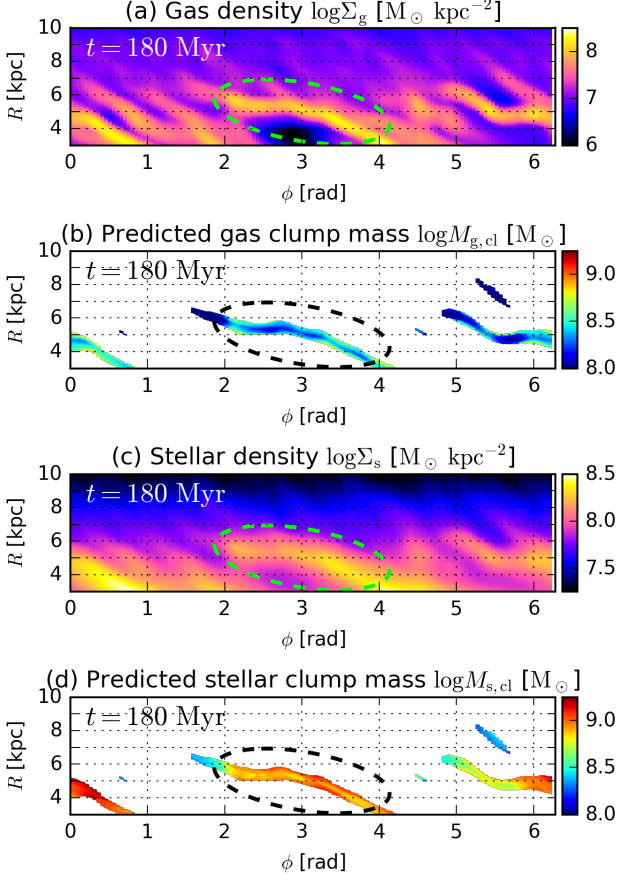 (a) Gas density logΣg [M⊙ kpc−2]
10
8
6
4
R [kpc]
t = 180 Myr
0 1 2 3 4 5 6
ϕ [rad]
8
7
6
(b) Predicted gas clump mass logMg,cl [M⊙]
10
8
6
4
R [kpc]
t = 180 Myr
0 1 2 3 4 5 6
ϕ [rad]
9.0
8.5
8.0
(c) Stellar density logΣs [M⊙ kpc−2]
10
8
6
4
R [kpc]
t = 180 Myr
0 1 2 3 4 5 6
ϕ [rad]
8.5
8.0
7.5
(d) Predicted stellar clump mass logMs,cl [M⊙]
10
8
6
4
R [kpc]
t = 180 Myr
0 1 2 3 4 5 6
ϕ [rad]
9.0
8.5
8.0